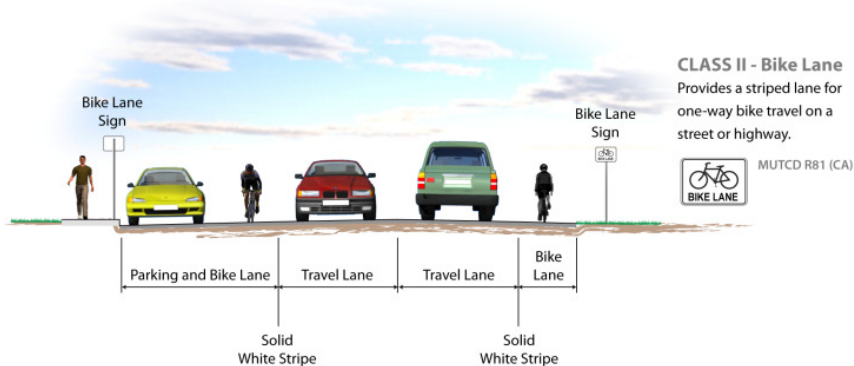 CLASS II - Bike Lane
Provides a striped lane for
one-way bike travel on a
street or highway.
MUTCD R81 (CA)
BIKE LANE
Bike Lane
Sign
Bike Lane
Sign
BIKE LANE
Parking and Bike Lane
Travel Lane
Travel Lane
Bike
Lane
Solid
White Stripe
Solid
White Stripe